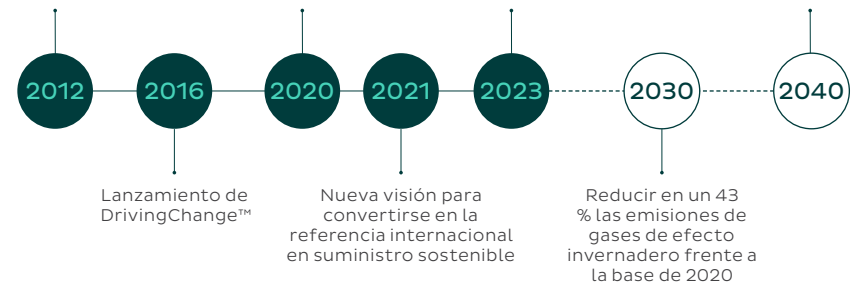 2012
2016
2020
2021
2023
2030
2040
Lanzamiento de
DrivingChange™
Nueva visión para
convertirse en la
referencia internacional
en suministro sostenible
Reducir en un 43
% las emisiones de
gases de efecto
invernadero frente a
la base de 2020